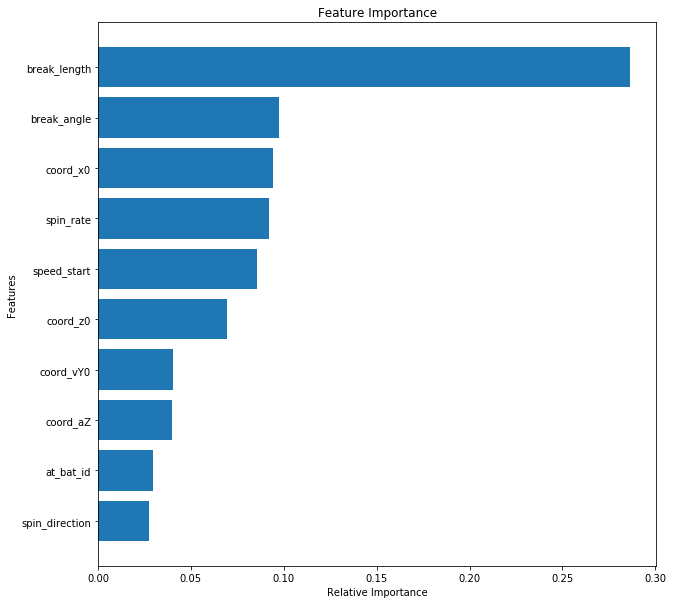 Feature Importance
break_length
break_angle
coord_x0
spin_rate
speed_start
coord_z0
coord_vY0
coord_aZ
at_bat_id
spin_direction
Features
0.00 0.05 0.10 0.15 0.20 0.25 0.30
Relative Importance